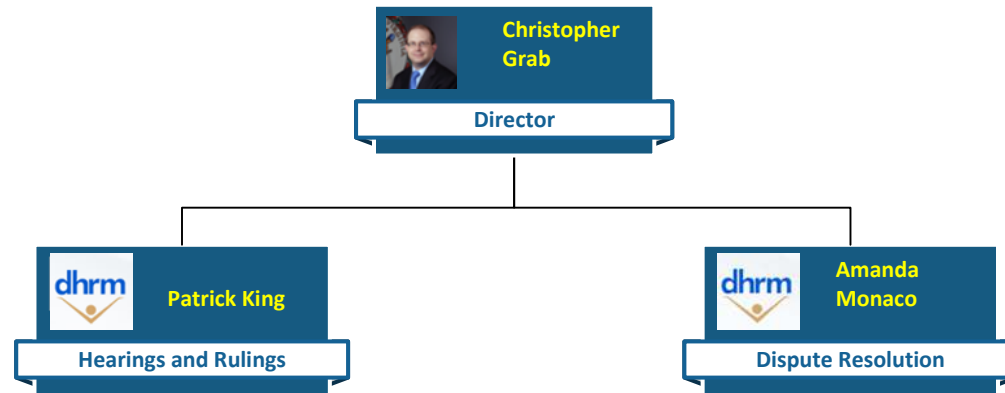 Christopher
Grab
Director
dhrm
Patrick King
Hearings and Rulings
dhrm
Amanda
Monaco
Dispute Resolution